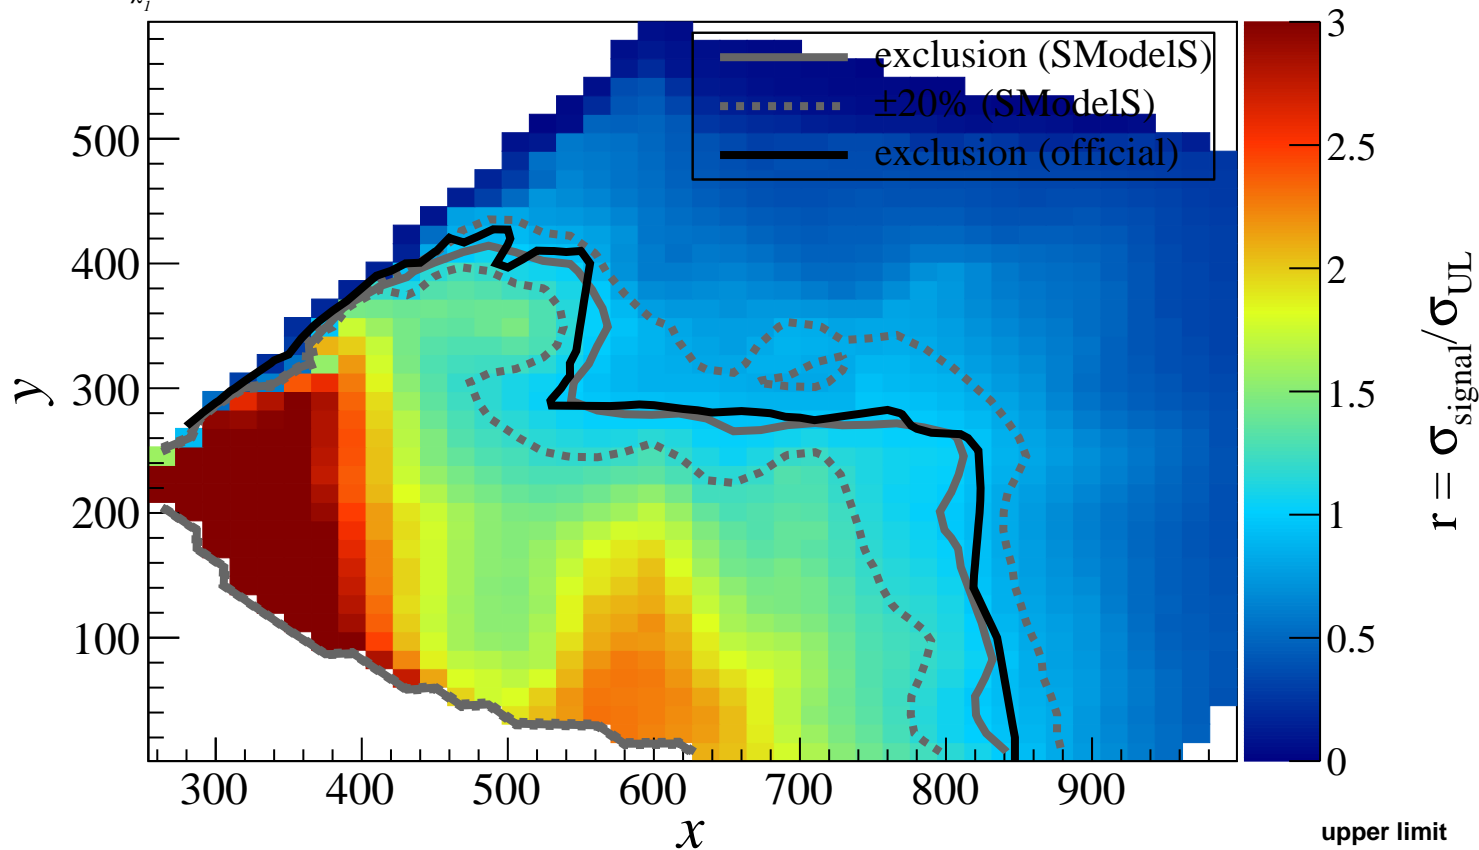 exclusion (SModelS)
±20% (SModelS)
exclusion (official)
500
400
300
200
100
y
300
400
500
600
700
800
900
x
3
2.5
2
1.5
1
0.5
0
r = σsignal/σUL
upper limit